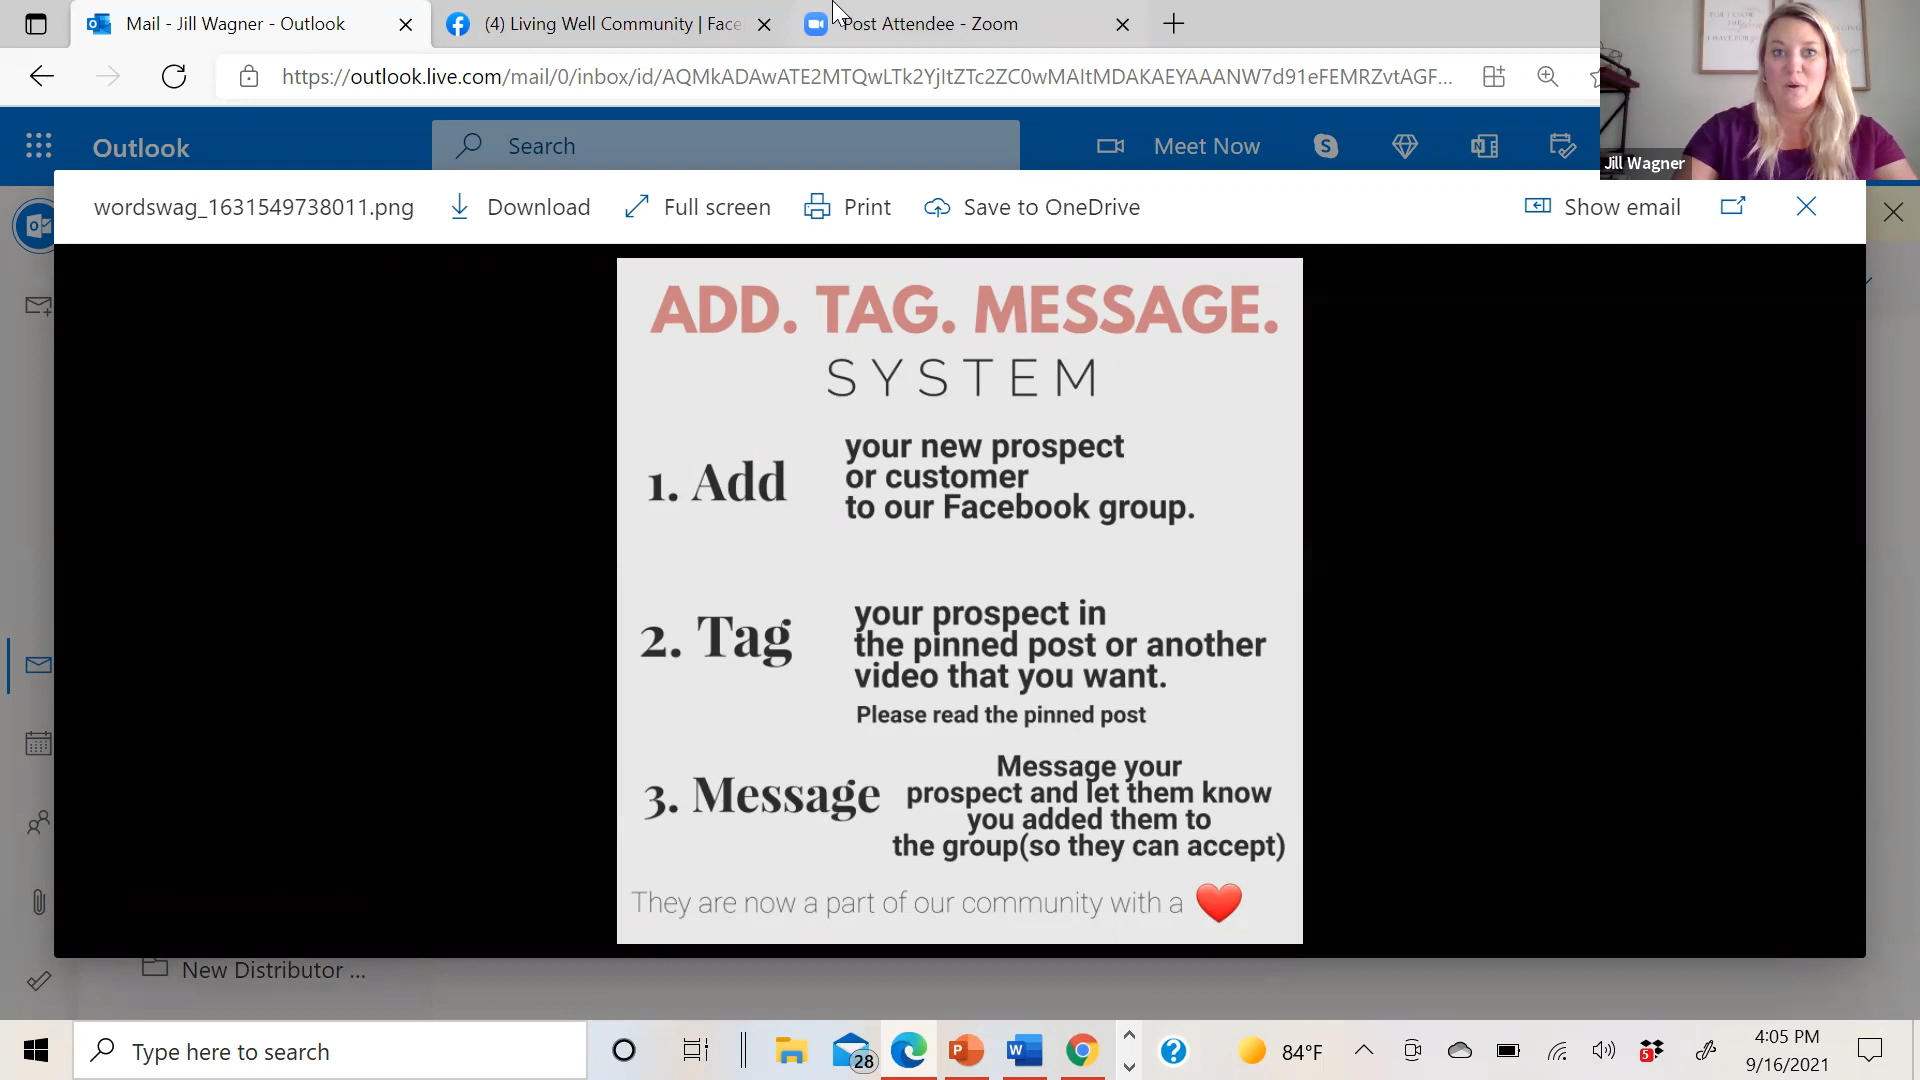 Mail - Jill Wagner - Outlook
(4) Living Well Community | Face
Post Attendee - Zoom
https://outlook.live.com/mail/0/inbox/id/AQMkADAwATE2MTQwLTk2YjItZTc2ZC0wMAItMDAKAEYAAANW7d91eFEMRZvtAGF...
Outlook
Search
Meet Now
Jill Wagner
wordswag_1631549738011.png
Download
Full screen
Print
Save to OneDrive
Show email
ADD. TAG. MESSAGE.
SYSTEM
1. Add
your new prospect
or customer
to our Facebook group.
2. Tag
your prospect in
the pinned post or another
video that you want.
Please read the pinned post
3. Message
Message your
prospect and let them know
you added them to
the group(so they can accept)
They are now a part of our community with a ❤️
New Distributor ...
Type here to search
28
84°F
5
4:05 PM
9/16/2021